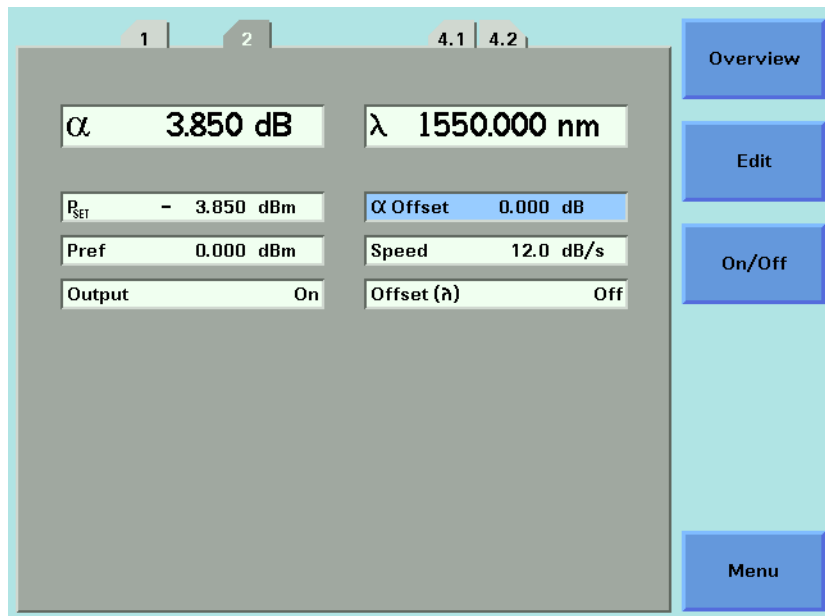 1 2 4.1 4.2
Overview
α 3.850 dB λ 1550.000 nm
Edit
PSET - 3.850 dBm α Offset 0.000 dB
Pref 0.000 dBm Speed 12.0 dB/s
On/Off
Output On Offset (λ) Off
Menu